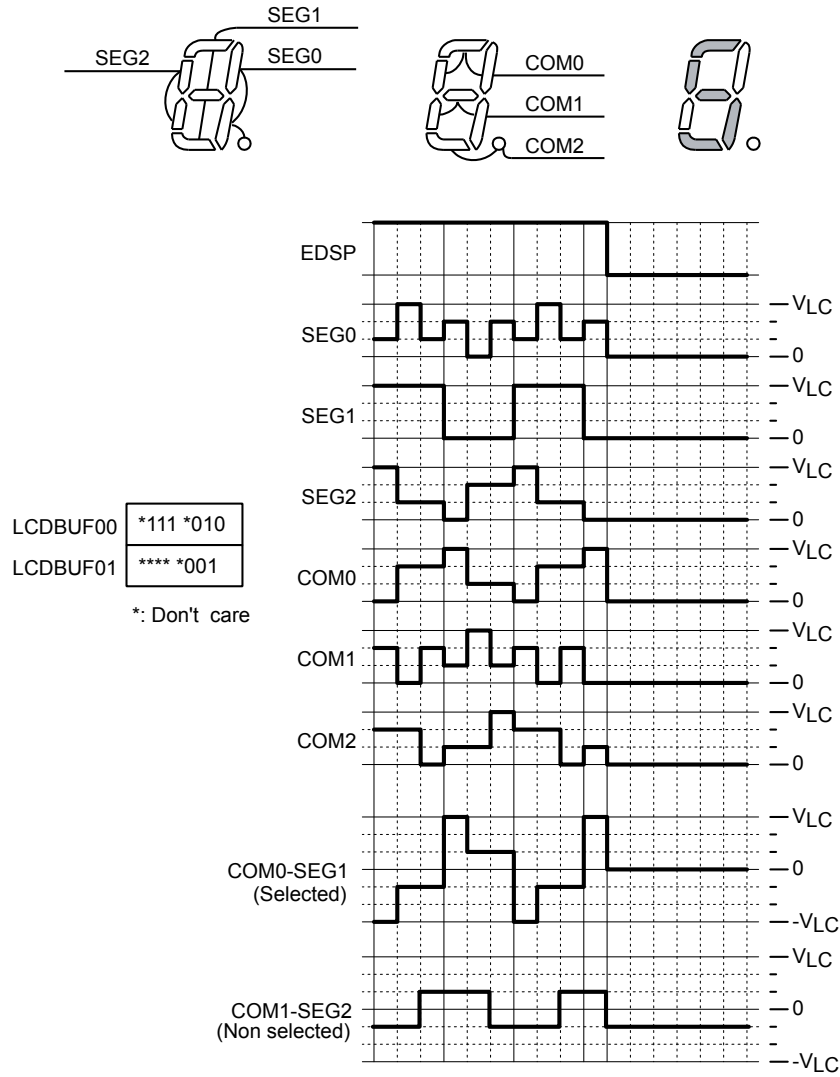 SEG1
SEG2
SEG0
COM0
COM1
COM2
EDSP
SEG0
VLC
0
SEG1
VLC
0
SEG2
VLC
0
LCDBUF00 *111 *010
LCDBUF01 **** *001
*: Don't care
COM0
VLC
0
COM1
VLC
0
COM2
VLC
0
COM0-SEG1
(Selected)
VLC
0
-VLC
COM1-SEG2
(Non selected)
VLC
0
-VLC